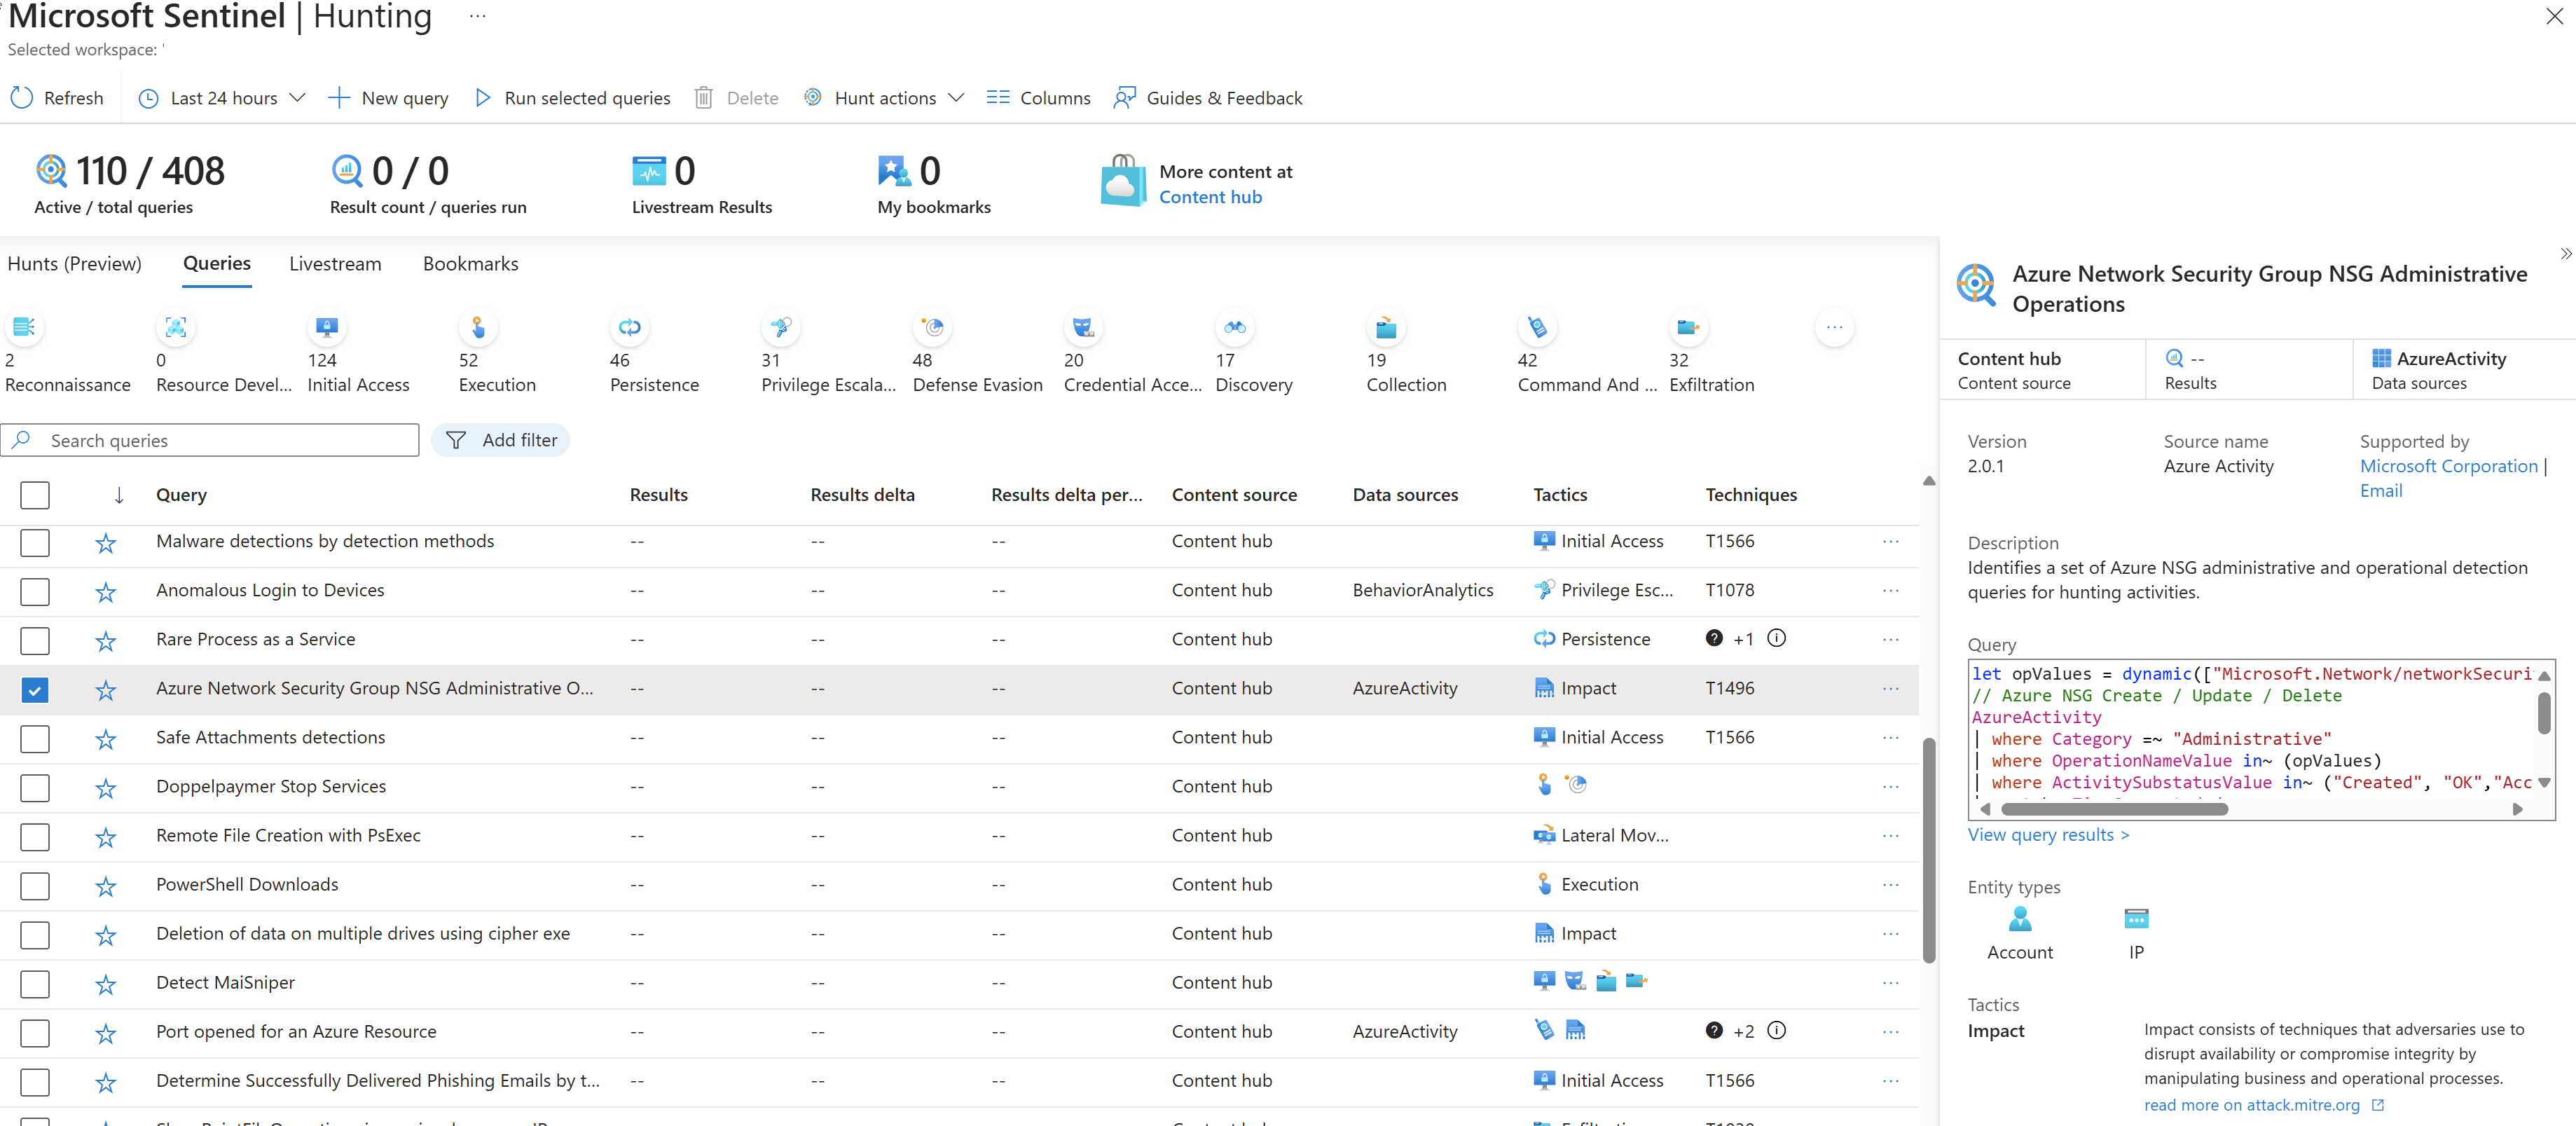 Microsoft Sentinel | Hunting ...
Selected workspace: '
Refresh Last 24 hours New query Run selected queries Delete Hunt actions Columns Guides & Feedback
110 / 408 0 / 0 0 0 More content at
Active / total queries Result count / queries run Livestream Results My bookmarks Content hub
Hunts (Preview) Queries Livestream Bookmarks
2 0 124 52 46 31 48 20 17 19 42 32 ...
Reconnaissance Resource Devel... Initial Access Execution Persistence Privilege Escala... Defense Evasion Credential Acce... Discovery Collection Command And ... Exfiltration
Search queries Add filter
Query Results Results delta Results delta per... Content source Data sources Tactics Techniques
Malware detections by detection methods -- -- -- Content hub Initial Access T1566 ...
Anomalous Login to Devices -- -- -- Content hub BehaviorAnalytics Privilege Esc... T1078 ...
Rare Process as a Service -- -- -- Content hub Persistence ? +1 ...
Azure Network Security Group NSG Administrative O... -- -- -- Content hub AzureActivity Impact T1496 ...
Safe Attachments detections -- -- -- Content hub Initial Access T1566 ...
Doppelpaymer Stop Services -- -- -- Content hub ...
Remote File Creation with PsExec -- -- -- Content hub Lateral Mov... ...
PowerShell Downloads -- -- -- Content hub Execution ...
Deletion of data on multiple drives using cipher exe -- -- -- Content hub Impact ...
Detect MaiSniper -- -- -- Content hub ...
Port opened for an Azure Resource -- -- -- Content hub AzureActivity ? +2 ...
Determine Successfully Delivered Phishing Emails by t... -- -- -- Content hub Initial Access T1566 ...
Azure Network Security Group NSG Administrative
Operations
Content hub -- AzureActivity
Content source Results Data sources
Version Source name Supported by
2.0.1 Azure Activity Microsoft Corporation |
Email
Description
Identifies a set of Azure NSG administrative and operational detection
queries for hunting activities.
Query
let opValues = dynamic(["Microsoft.Network/networkSecuri
// Azure NSG Create / Update / Delete
AzureActivity
| where Category =~ "Administrative"
| where OperationNameValue in~ (opValues)
| where ActivitySubstatusValue in~ ("Created", "OK","Acc
View query results >
Entity types
Account IP
Tactics
Impact Impact consists of techniques that adversaries use to
disrupt availability or compromise integrity by
manipulating business and operational processes.
read more on attack.mitre.org